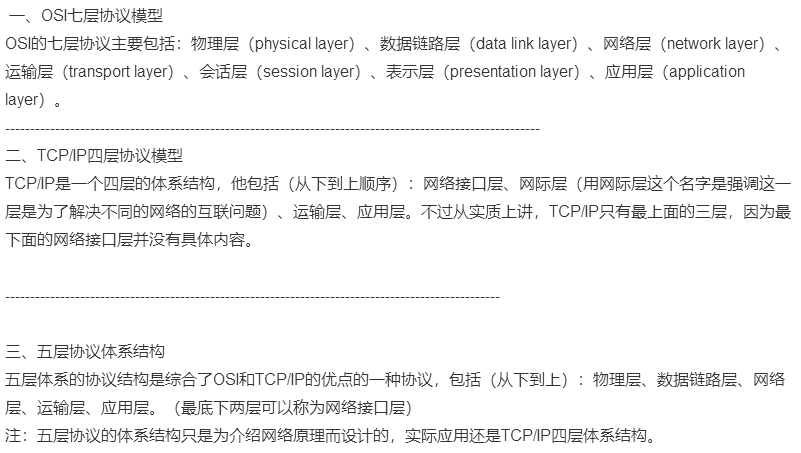 一、OSI七层协议模型
OSI的七层协议主要包括：物理层（physical layer）、数据链路层（data link layer）、网络层（network layer）、
运输层（transport layer）、会话层（session layer）、表示层（presentation layer）、应用层（application
layer）。
-----------------------------------------------------------------------------------------------------------
二、TCP/IP四层协议模型
TCP/IP是一个四层的体系结构，他包括（从下到上顺序）：网络接口层、网际层（用网际层这个名字是强调这一
层是为了解决不同的网络的互联问题）、运输层、应用层。不过从实质上讲，TCP/IP只有最上面的三层，因为最
下面的网络接口层并没有具体内容。
---------------------------------------------------------------------------------------------------
三、五层协议体系结构
五层体系的协议结构是综合了OSI和TCP/IP的优点的一种协议，包括（从下到上）：物理层、数据链路层、网络
层、运输层、应用层。（最底下两层可以称为网络接口层）
注：五层协议的体系结构只是为介绍网络原理而设计的，实际应用还是TCP/IP四层体系结构。